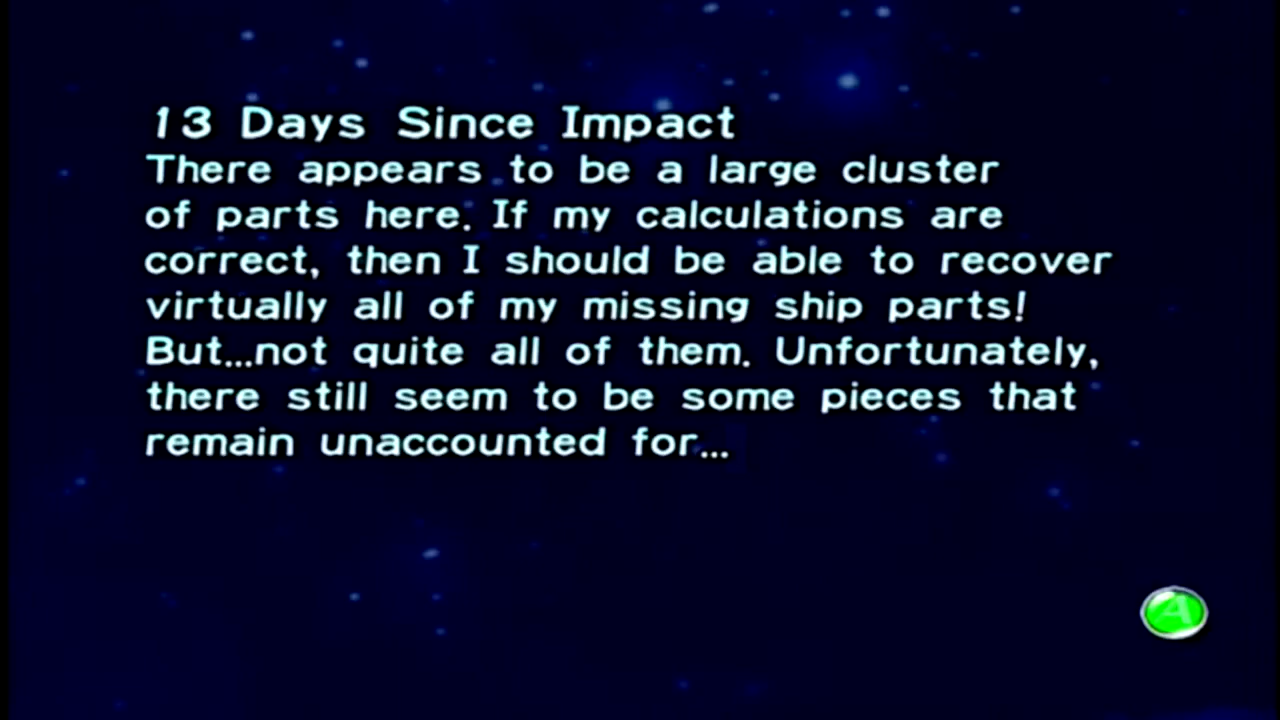 13 Days Since Impact
There appears to be a large cluster
of parts here. If my calculations are
correct, then I should be able to recover
virtually all of my missing ship parts!
But...not quite all of them. Unfortunately,
there still seem to be some pieces that
remain unaccounted for...
A